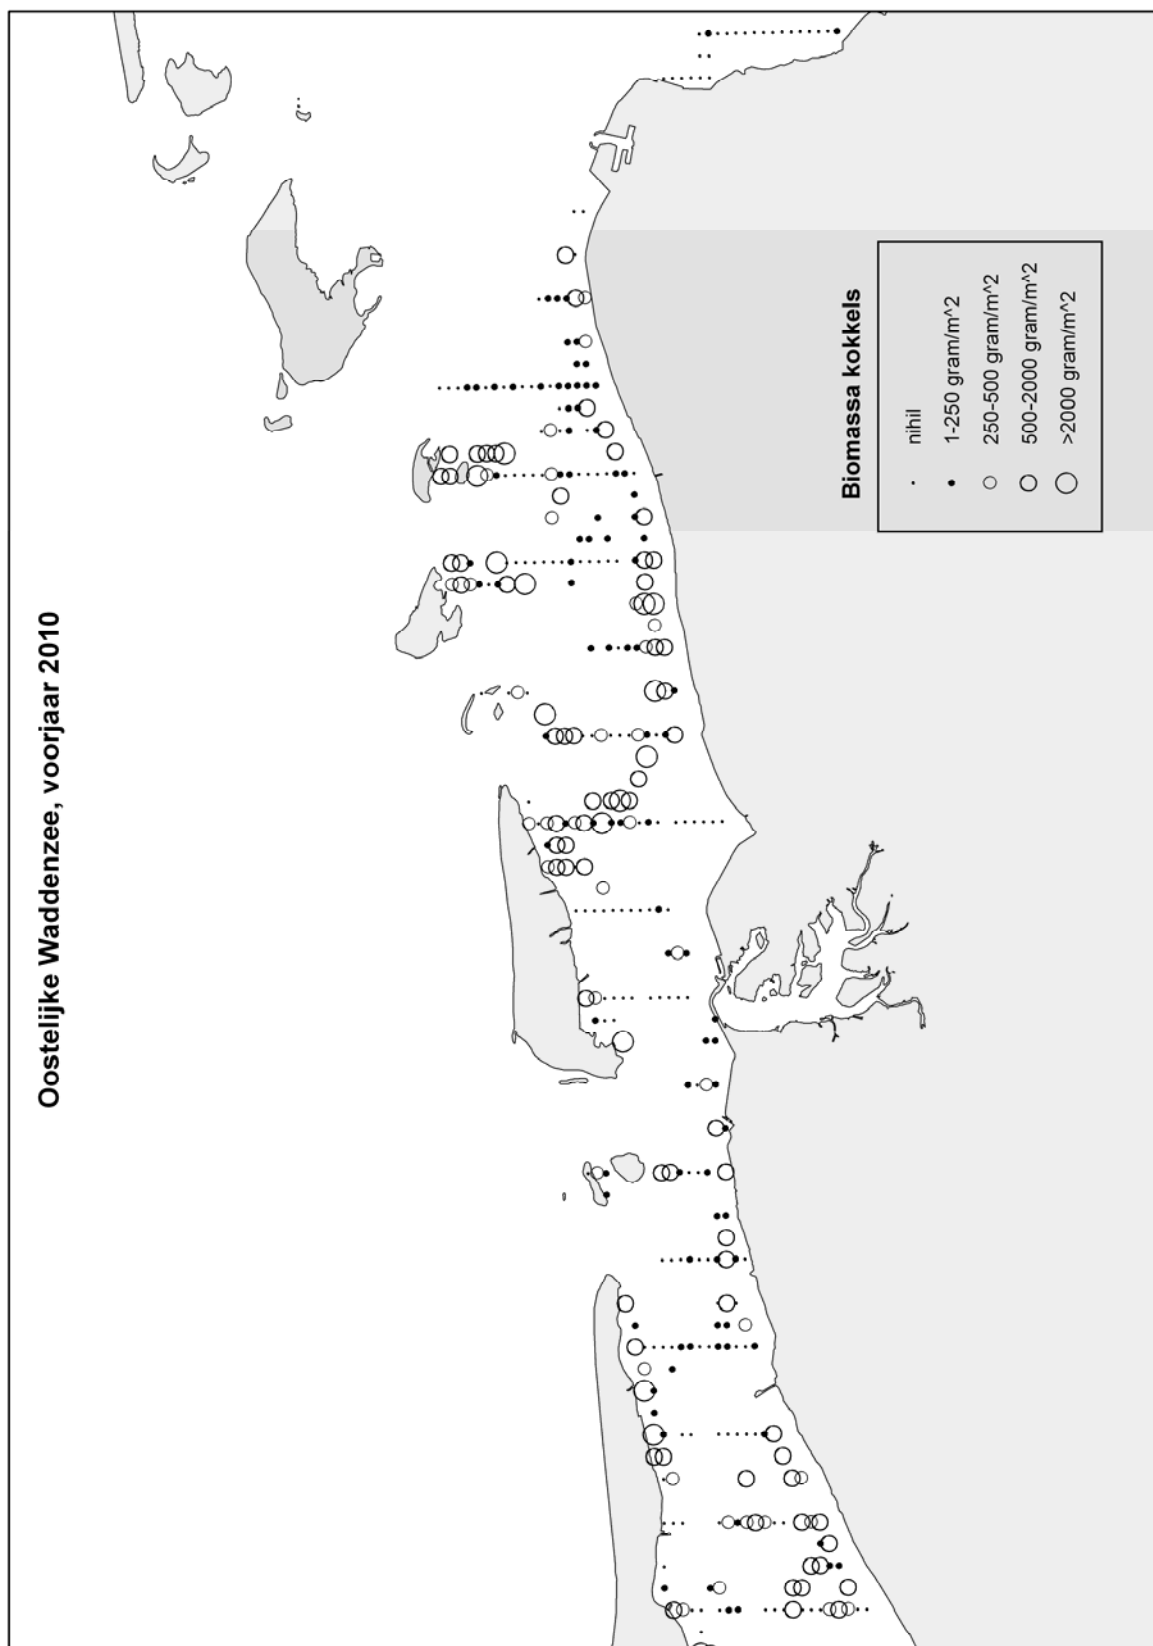 Oostelijke Waddenzee, voorjaar 2010
Biomassa kokkels
nihil
1-250 gram/m^2
250-500 gram/m^2
500-2000 gram/m^2
>2000 gram/m^2